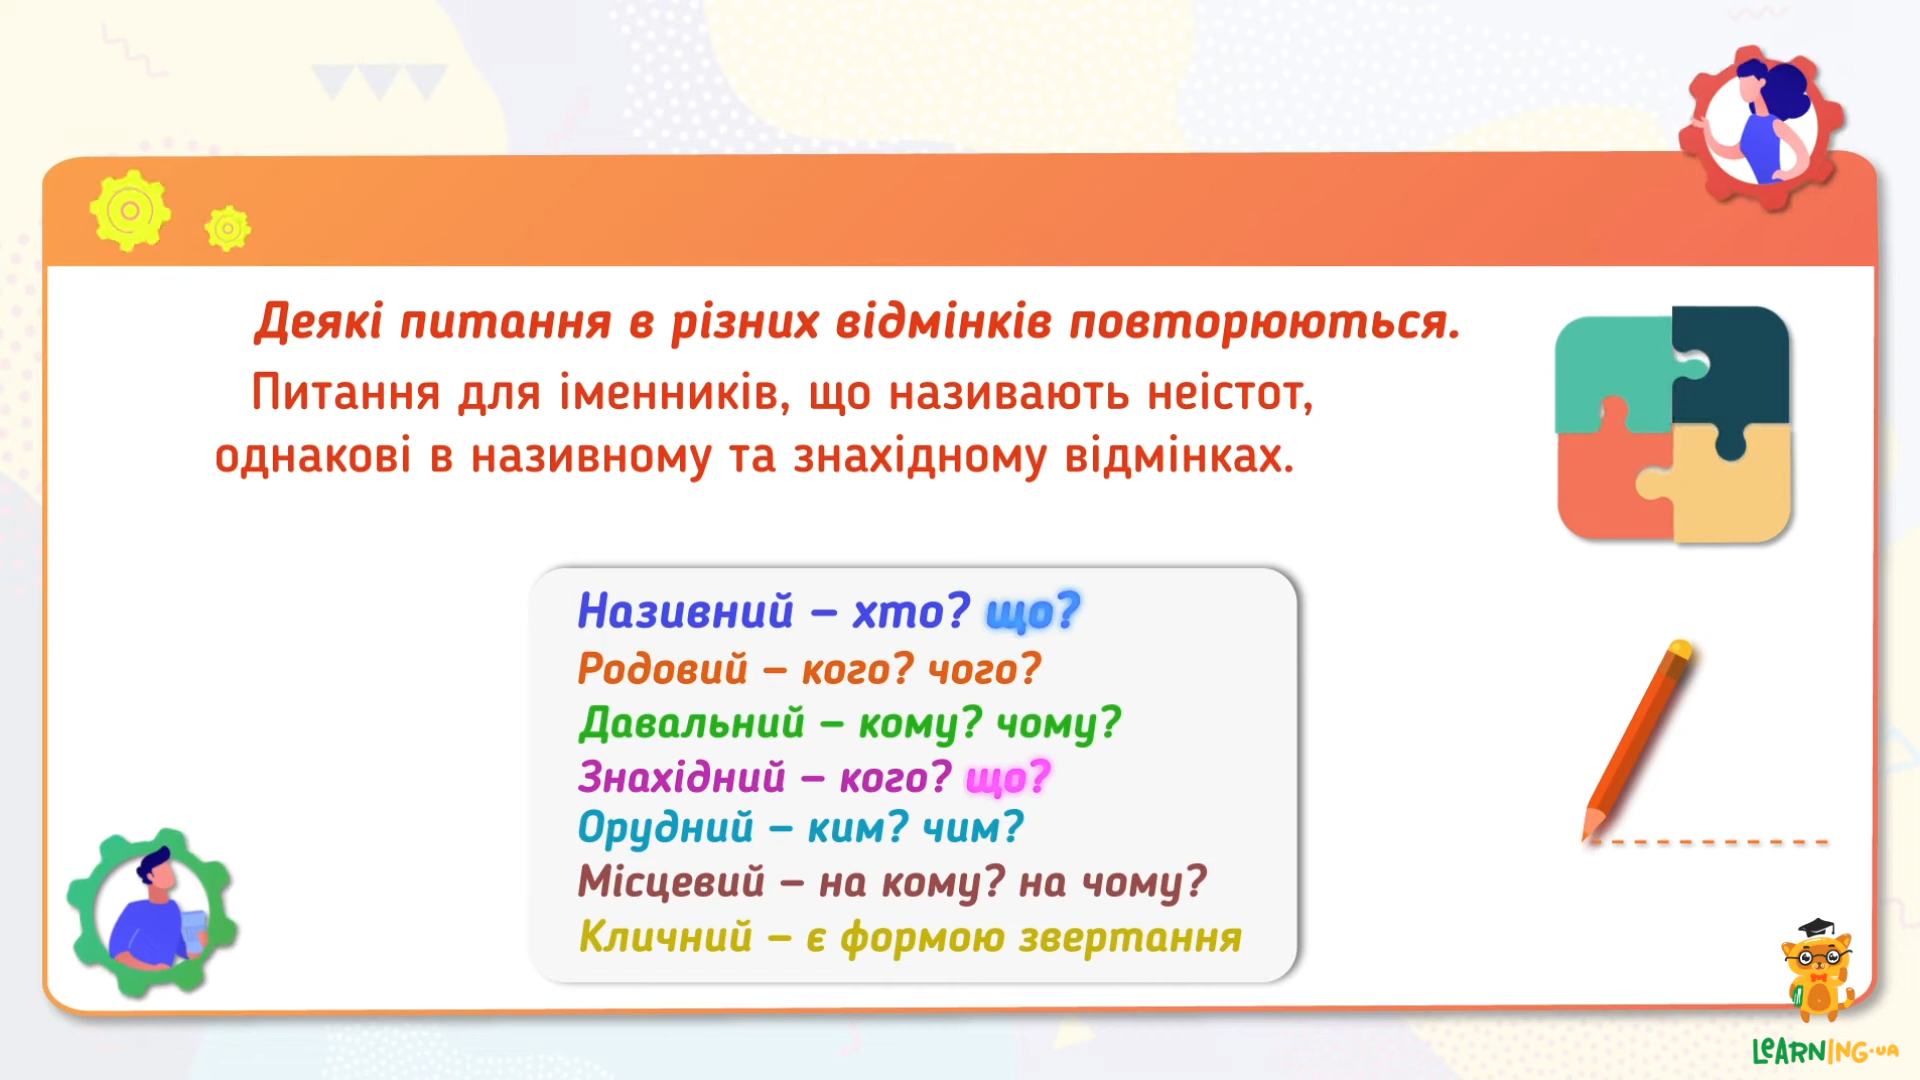 Деякі питання в різних відмінків повторюються.
Питання для іменників, що називають неістот,
однакові в називному та знахідному відмінках.
Називний – хто? що?
Родовий – кого? чого?
Давальний – кому? чому?
Знахідний – кого? що?
Орудний – ким? чим?
Місцевий – на кому? на чому?
Кличний – є формою звертання
LEARNING.UA